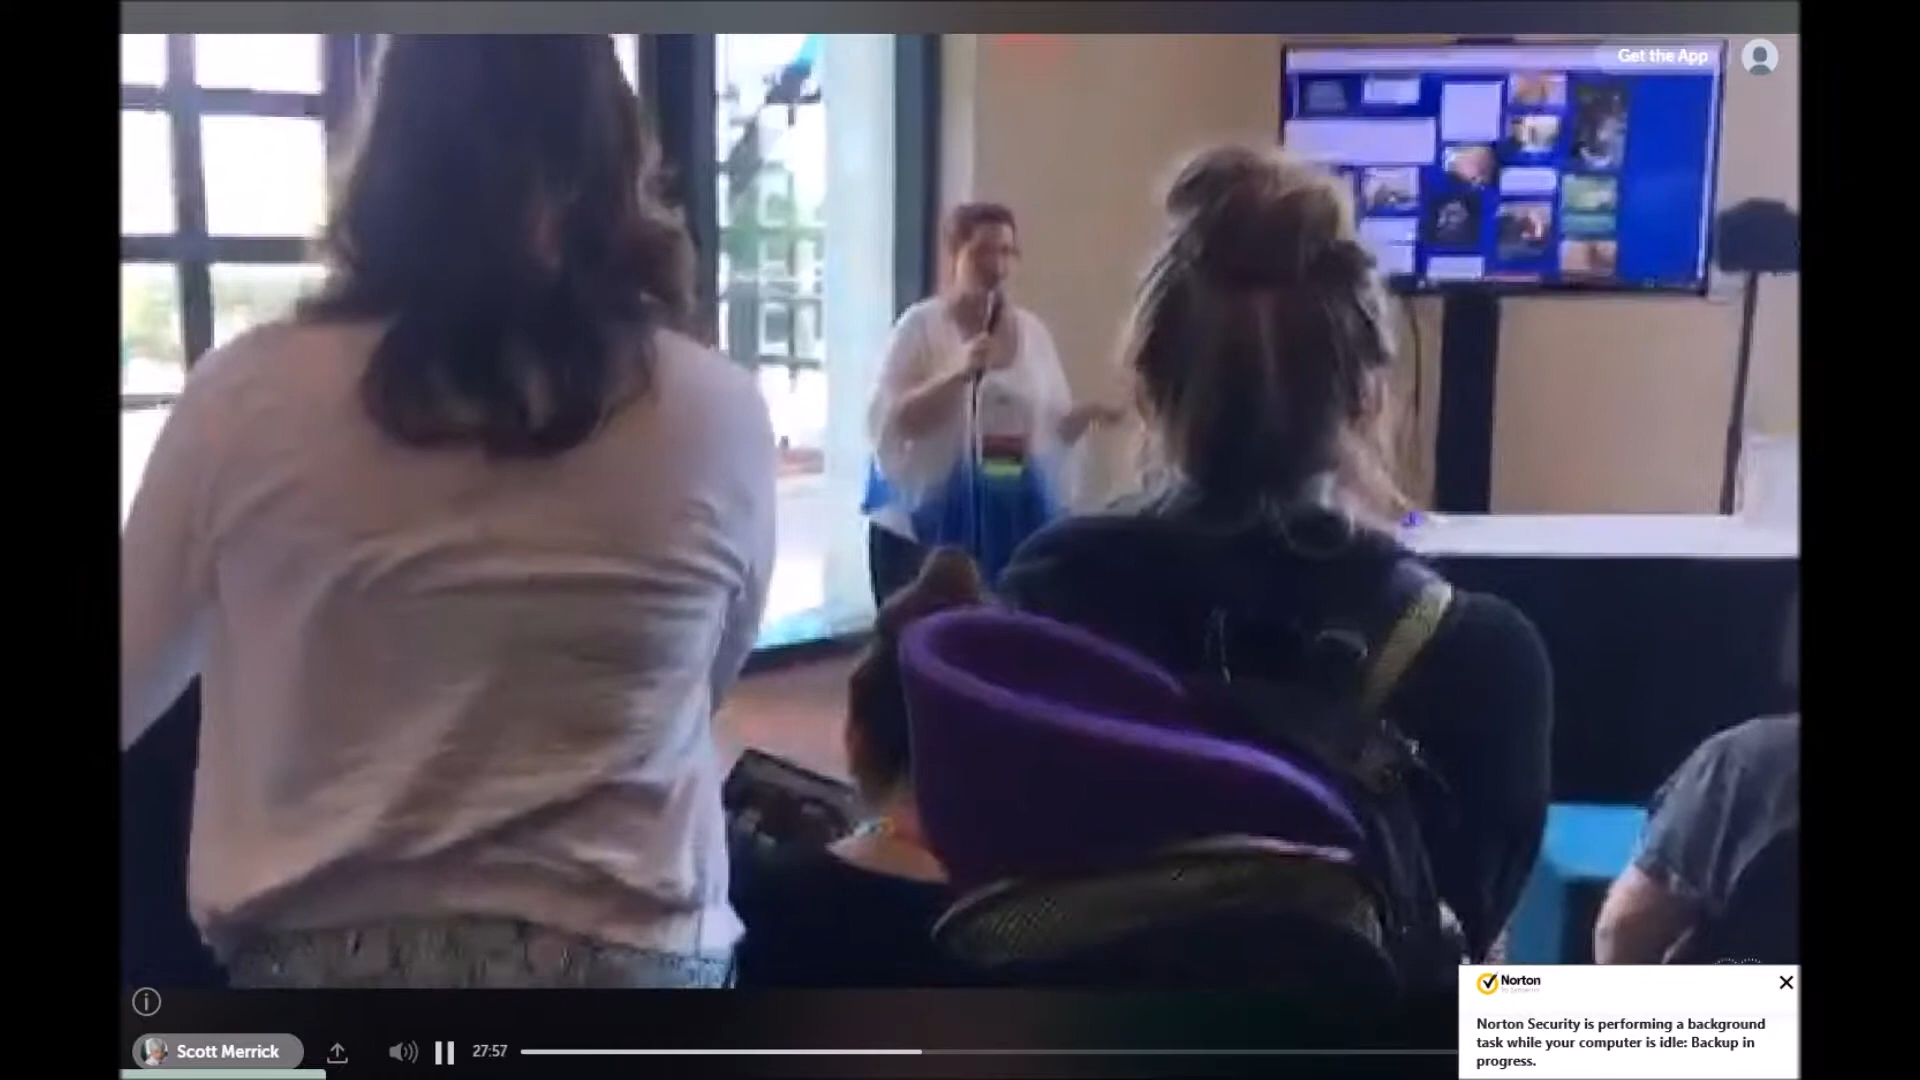 Get the App
Scott Merrick
27:57
Norton
Norton Security is performing a background
task while your computer is idle: Backup in
progress.